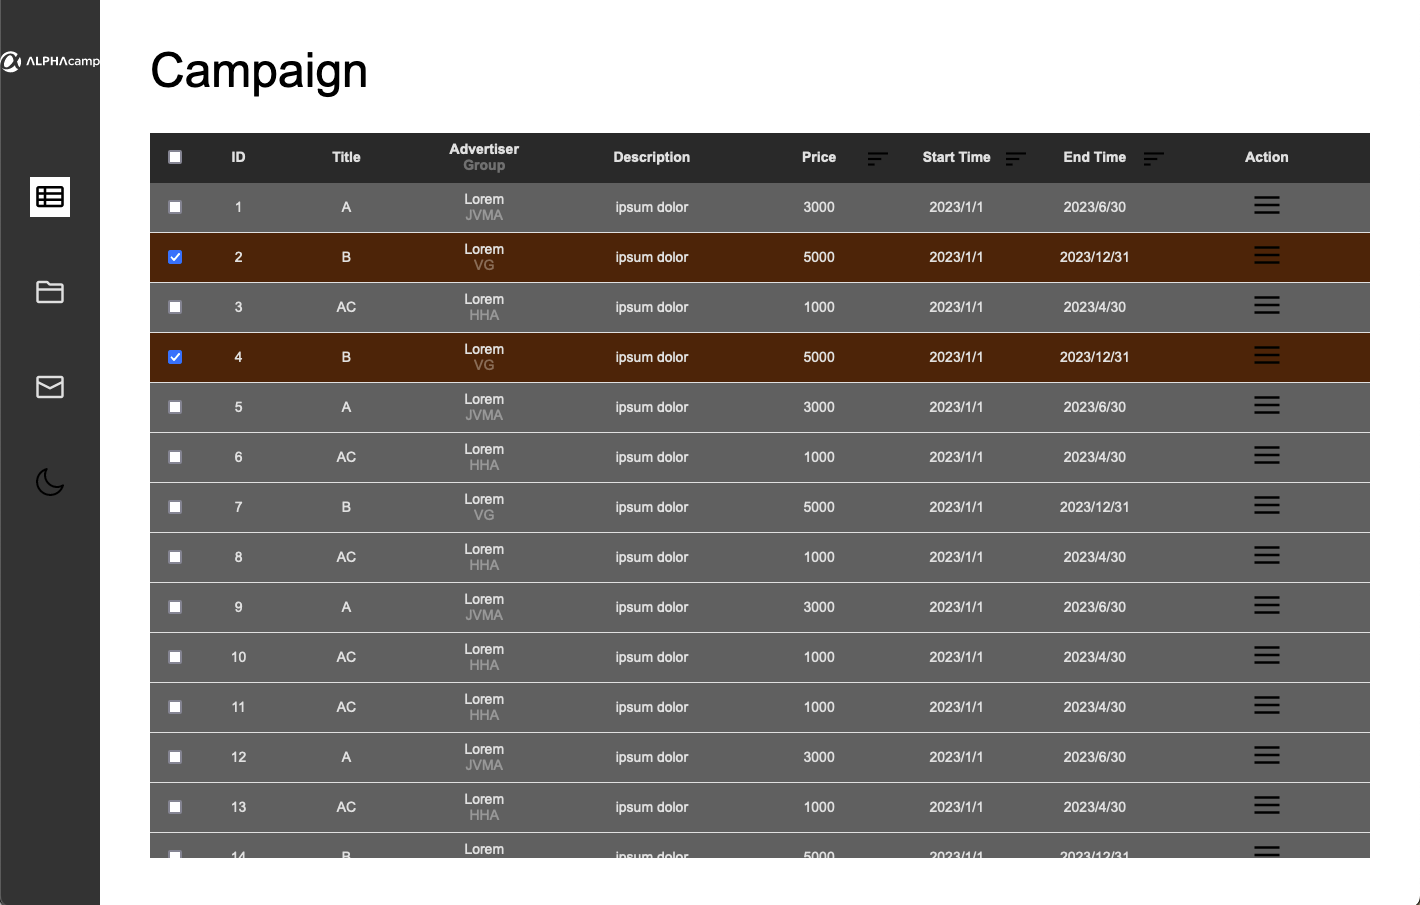 ALPHAcamp
Campaign
ID Title Advertiser Description Price Start Time End Time Action
Group
1 A Lorem ipsum dolor 3000 2023/1/1 2023/6/30
JVMA
2 B Lorem ipsum dolor 5000 2023/1/1 2023/12/31
VG
3 AC Lorem ipsum dolor 1000 2023/1/1 2023/4/30
HHA
4 B Lorem ipsum dolor 5000 2023/1/1 2023/12/31
VG
5 A Lorem ipsum dolor 3000 2023/1/1 2023/6/30
JVMA
6 AC Lorem ipsum dolor 1000 2023/1/1 2023/4/30
HHA
7 B Lorem ipsum dolor 5000 2023/1/1 2023/12/31
VG
8 AC Lorem ipsum dolor 1000 2023/1/1 2023/4/30
HHA
9 A Lorem ipsum dolor 3000 2023/1/1 2023/6/30
JVMA
10 AC Lorem ipsum dolor 1000 2023/1/1 2023/4/30
HHA
11 AC Lorem ipsum dolor 1000 2023/1/1 2023/4/30
HHA
12 A Lorem ipsum dolor 3000 2023/1/1 2023/6/30
JVMA
13 AC Lorem ipsum dolor 1000 2023/1/1 2023/4/30
HHA
14 B Lorem ipsum dolor 5000 2023/1/1 2023/12/31